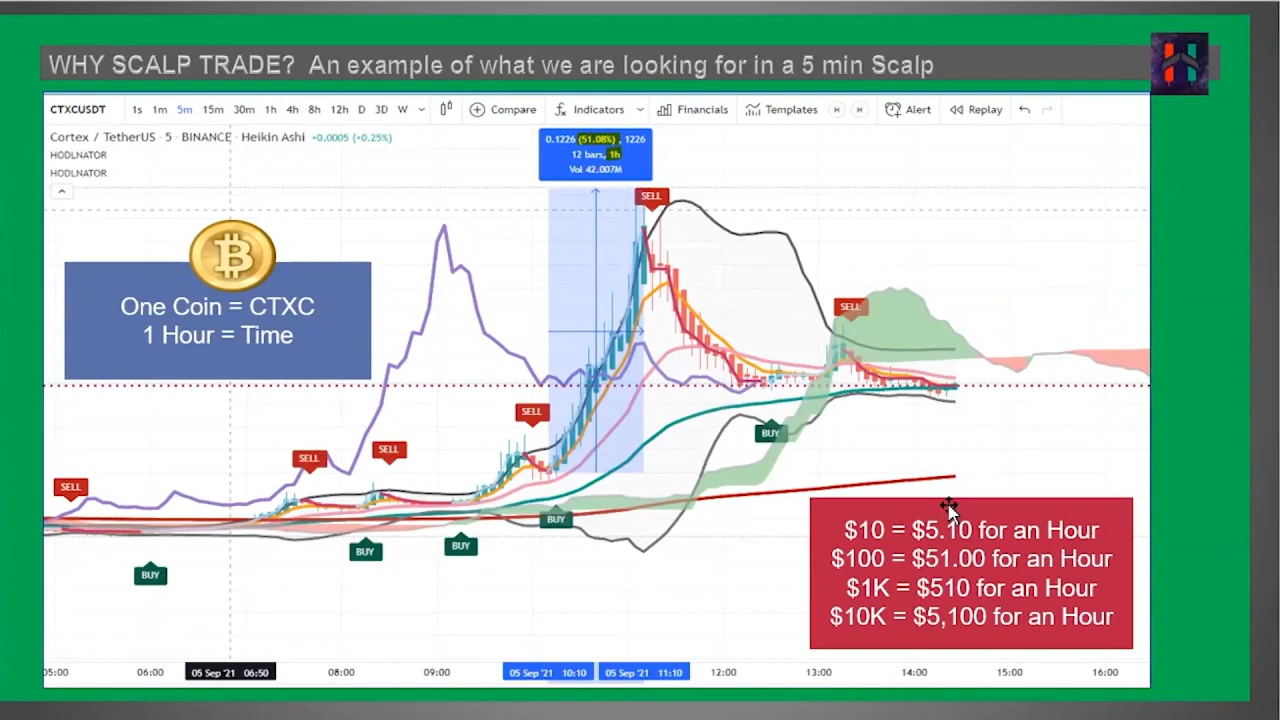 WHY SCALP TRADE? An example of what we are looking for in a 5 min Scalp
CTXCUSDT 1s 1m 5m 15m 30m 1h 4h 8h 12h D 3D W Compare Indicators Financials Templates H H Alert Replay
Cortex / TetherUS · 5 · BINANCE · Heikin Ashi +0.0005 (+0.25%)
HODLNATOR
HODLNATOR
0.1226 (51.08%) , 1226
12 bars, 1h
Vol 42.007M
SELL
One Coin = CTXC
1 Hour = Time
SELL
SELL
SELL
SELL
SELL
BUY
BUY
BUY
BUY
BUY
$10 = $5.10 for an Hour
$100 = $51.00 for an Hour
$1K = $510 for an Hour
$10K = $5,100 for an Hour
05:00 06:00 05 Sep '21 06:50 08:00 09:00 05 Sep '21 10:10 05 Sep '21 11:10 12:00 13:00 14:00 15:00 16:00